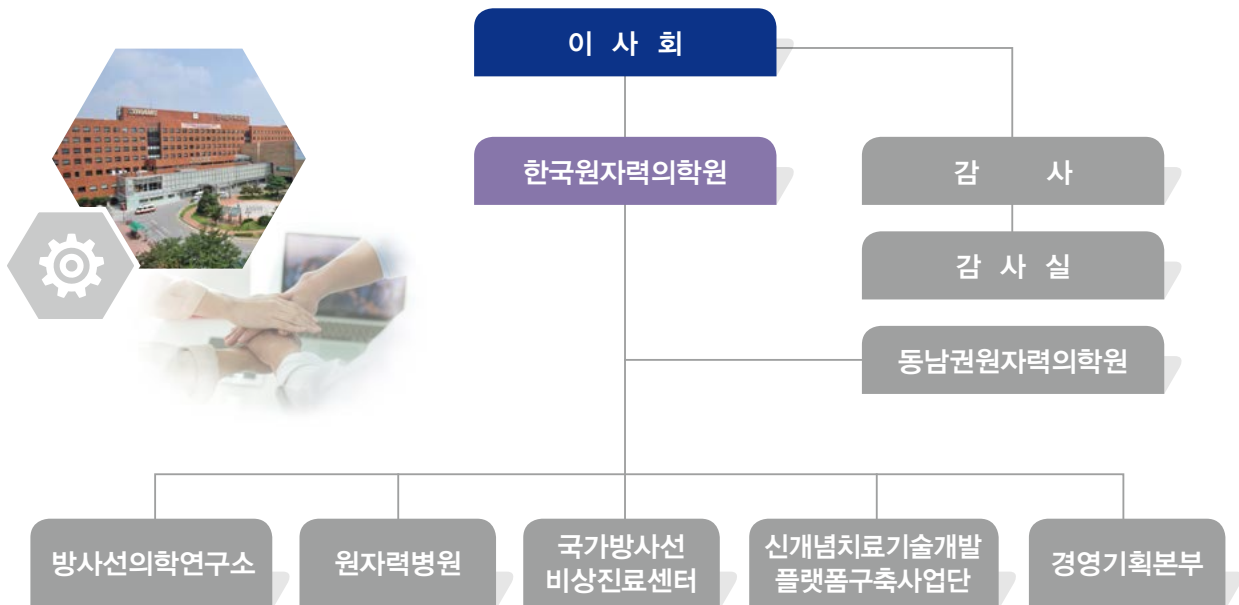 이 사 회
한국원자력의학원
감 사
감 사 실
동남권원자력의학원
방사선의학연구소
원자력병원
국가방사선
비상진료센터
신개념치료기술개발
플랫폼구축사업단
경영기획본부